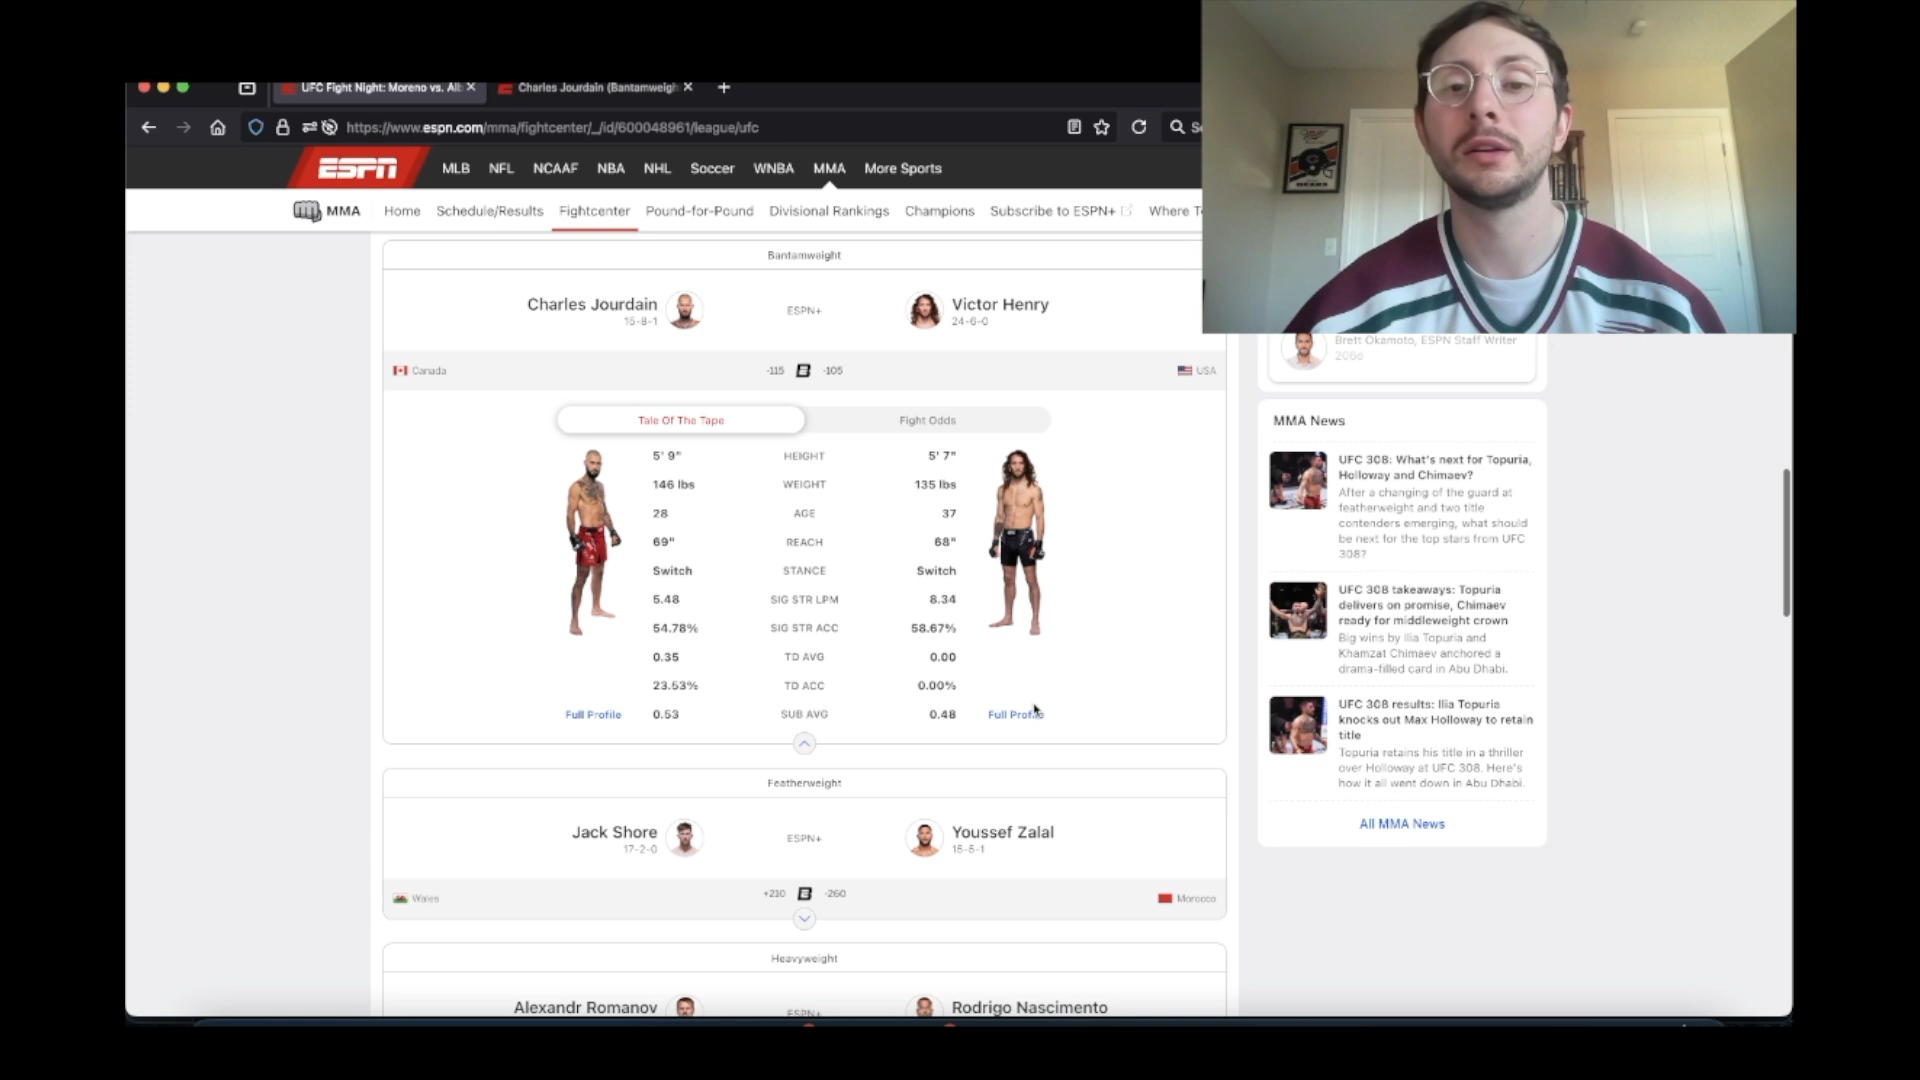 UFC Fight Night: Moreno vs. Alb
Charles Jourdain (Bantamweigh
https://www.espn.com/mma/fightcenter/_/id/600048961/league/ufc
ESPN MLB NFL NCAAF NBA NHL Soccer WNBA MMA More Sports
MMA Home Schedule/Results Fightcenter Pound-for-Pound Divisional Rankings Champions Subscribe to ESPN+ Where T
Bantamweight
Charles Jourdain ESPN+ Victor Henry
15-8-1 24-6-0
Canada -115 B -105 USA
Tale Of The Tape Fight Odds
5' 9" HEIGHT 5' 7"
146 lbs WEIGHT 135 lbs
28 AGE 37
69" REACH 68"
Switch STANCE Switch
5.48 SIG STR LPM 8.34
54.78% SIG STR ACC 58.67%
0.35 TD AVG 0.00
23.53% TD ACC 0.00%
Full Profile 0.53 SUB AVG 0.48 Full Profile
Featherweight
Jack Shore ESPN+ Youssef Zalal
17-2-0 15-5-1
Wales +210 B -260 Morocco
Heavyweight
Alexandr Romanov ESPN+ Rodrigo Nascimento
BEARS
Brett Okamoto, ESPN Staff Writer
206d
MMA News
UFC 308: What's next for Topuria,
Holloway and Chimaev?
After a changing of the guard at
featherweight and two title
contenders emerging, what should
be next for the top stars from UFC
308?
UFC 308 takeaways: Topuria
delivers on promise, Chimaev
ready for middleweight crown
Big wins by Ilia Topuria and
Khamzat Chimaev anchored a
drama-filled card in Abu Dhabi.
UFC 308 results: Ilia Topuria
knocks out Max Holloway to retain
title
Topuria retains his title in a thriller
over Holloway at UFC 308. Here's
how it all went down in Abu Dhabi.
All MMA News